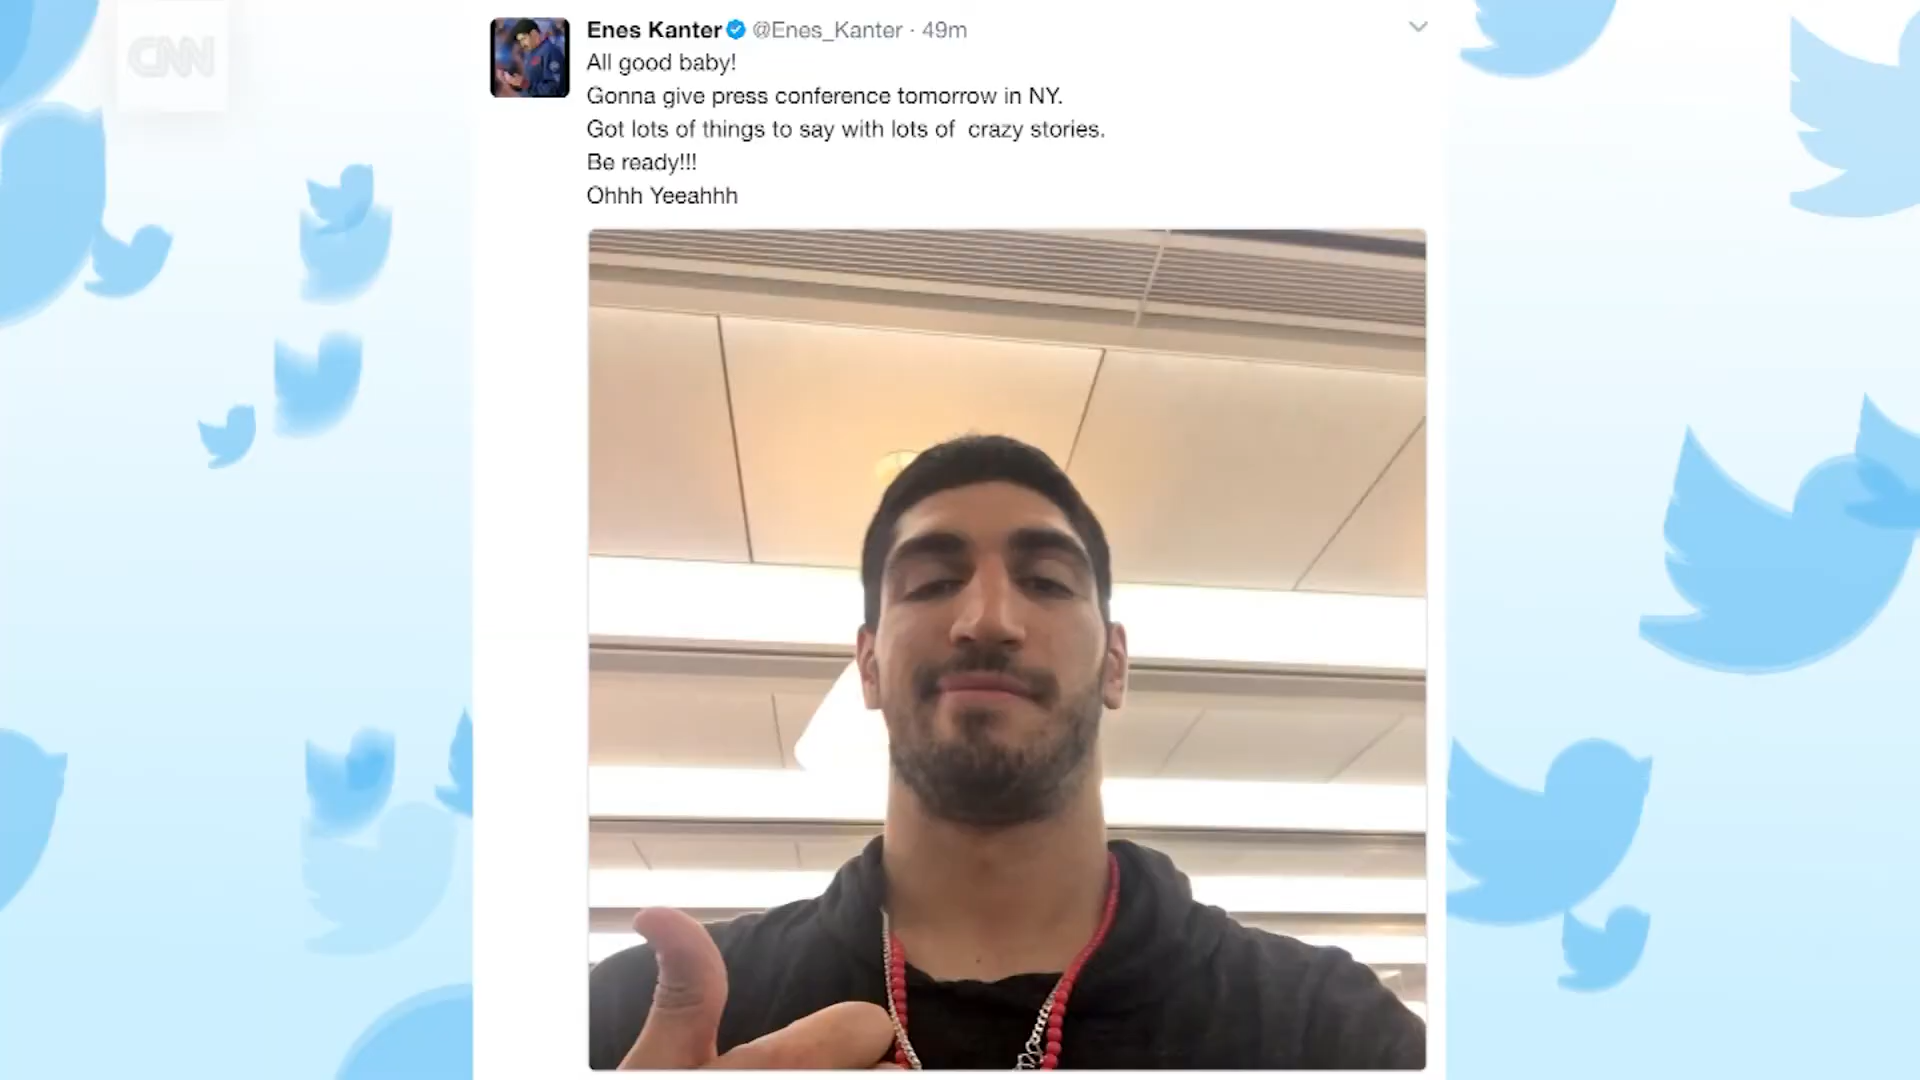 CNN
Enes Kanter @Enes_Kanter · 49m
All good baby!
Gonna give press conference tomorrow in NY.
Got lots of things to say with lots of crazy stories.
Be ready!!!
Ohhh Yeeahhh